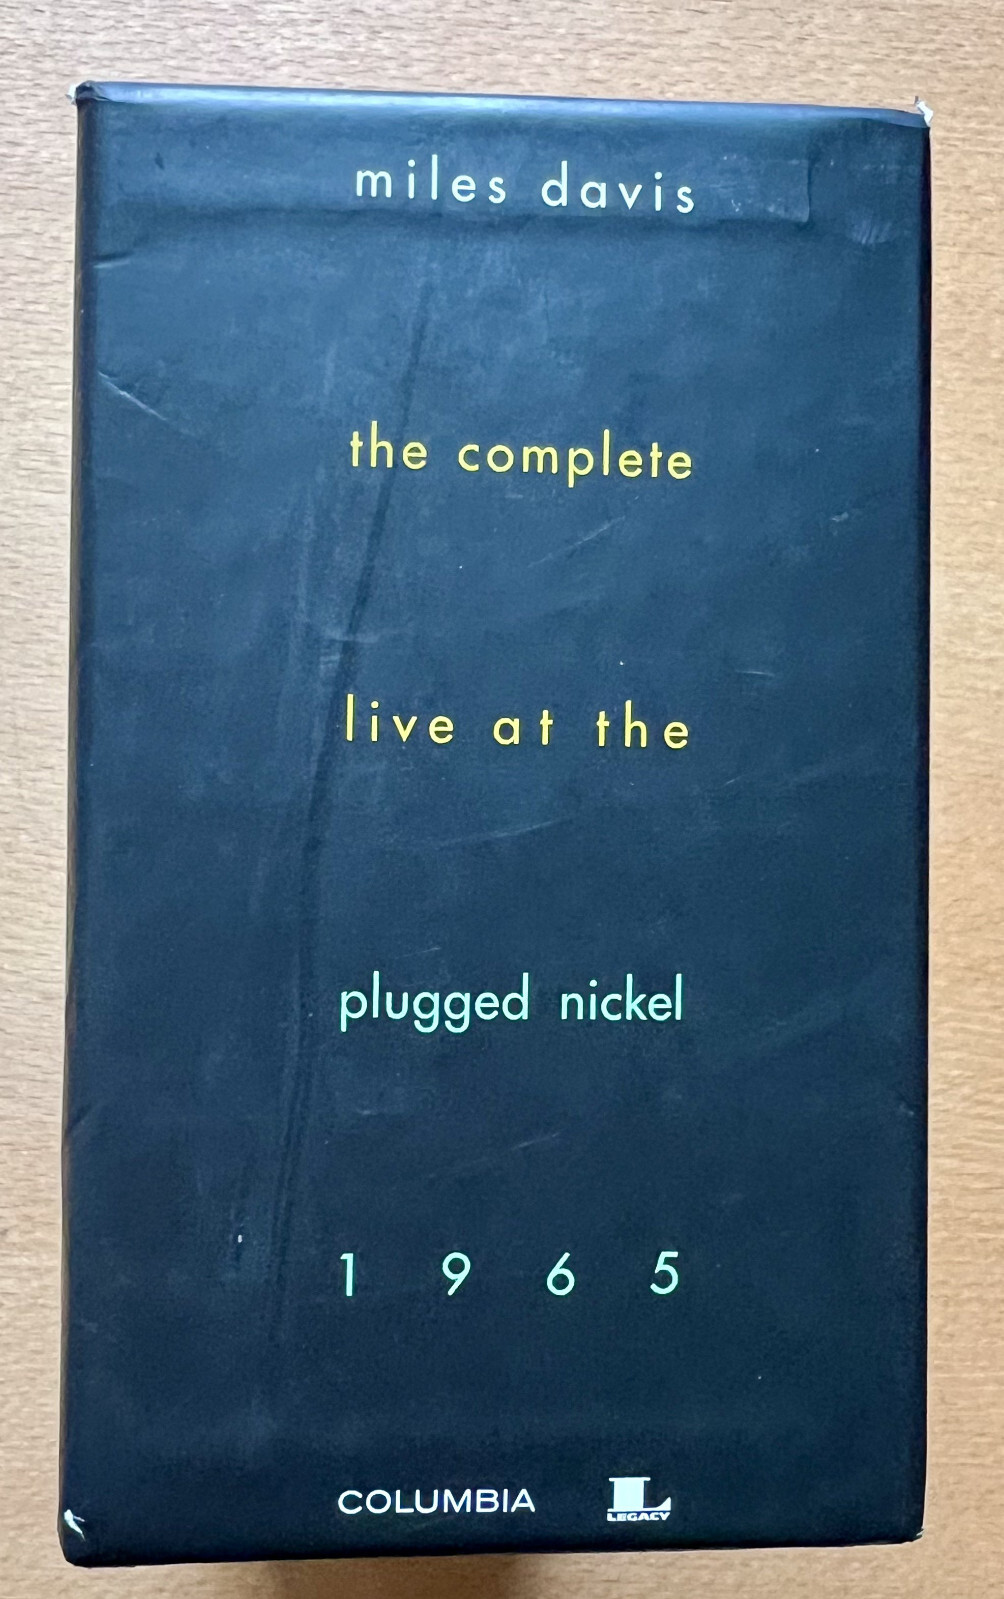 miles davis
the complete
live at the
plugged nickel
1 9 6 5
COLUMBIA
L
LEGACY